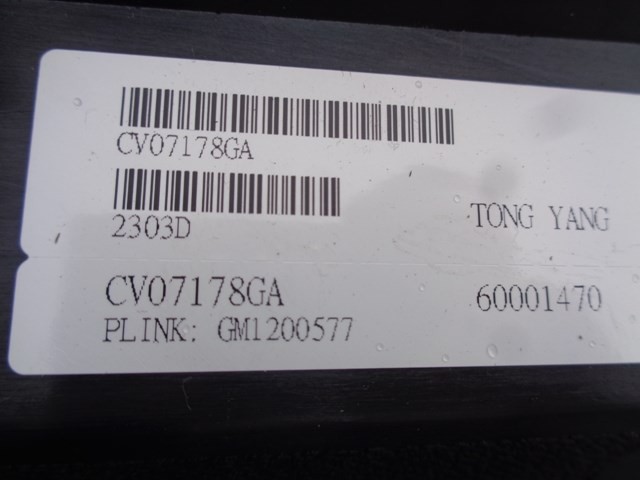 CV07178GA
2303D
TONG YANG
CV07178GA
60001470
PLINK: GM1200577